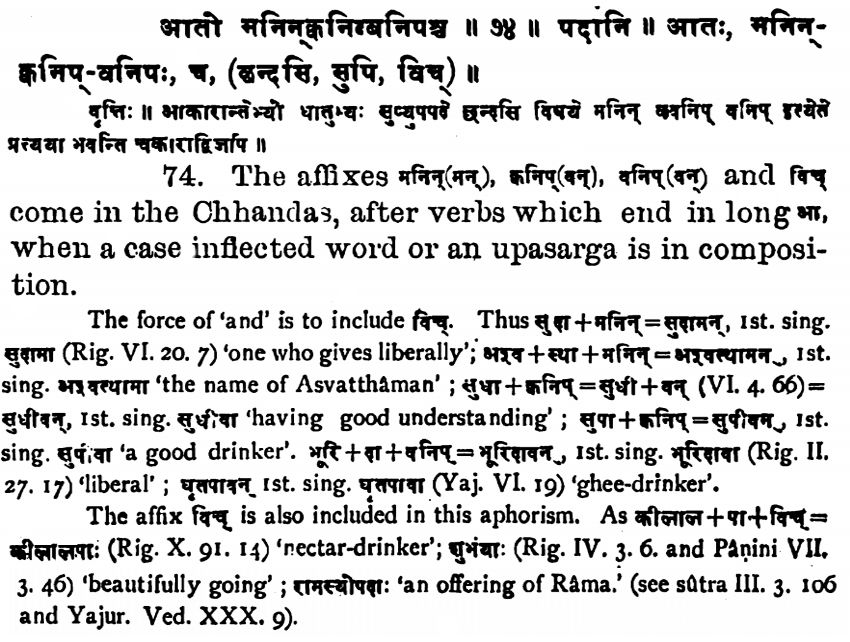 आतो मनिन्क्वनिब्वनिपश्च ॥ ७४ ॥ पदानि ॥ आतः, मनिन्-
क्वनिप्-वनिपः, च, (छन्दसि, सुपि, विच्) ॥
वृत्तिः ॥ आकारान्तेभ्यो धातुभ्यः सुप्युपपदे छन्दसि विषये मनिन् क्वनिप् वनिप् इत्येते
प्रत्यया भवन्ति चकाराद्विजपि ॥
74. The affixes मनिन्(मन्), क्वनिप्(वन्), वनिप्(वन्) and विच्
come in the Chhandas, after verbs which end in long आ,
when a case inflected word or an upasarga is in composi-
tion.
The force of 'and' is to include विच्. Thus सुदा+मनिन्=सुदामन्, 1st. sing.
सुदामा (Rig. VI. 20. 7) 'one who gives liberally'; अश्व+स्था+मनिन्=अश्वत्थामन्, 1st.
sing. अश्वत्थामा 'the name of Asvatthâman' ; सुधा+क्वनिप्=सुधी+वन् (VI. 4. 66)=
सुधीवन्, 1st. sing. सुधीवा 'having good understanding' ; सुपा+क्वनिप्=सुपीवन्, 1st.
sing. सुपीवा 'a good drinker'. भूरि+दा+वनिप्=भूरिदावन्, 1st. sing. भूरिदावा (Rig. II.
27. 17) 'liberal' ; घृतपावन् 1st. sing. घृतपावा (Yaj. VI. 19) 'ghee-drinker'.
The affix विच् is also included in this aphorism. As कीलाल+पा+विच्=
कीलालपाः (Rig. X. 91. 14) 'nectar-drinker'; शुभंयाः (Rig. IV. 3. 6. and Pâṇini VII.
3. 46) 'beautifully going' ; रामस्योपदाः 'an offering of Râma.' (see sûtra III. 3. 106
and Yajur. Ved. XXX. 9).